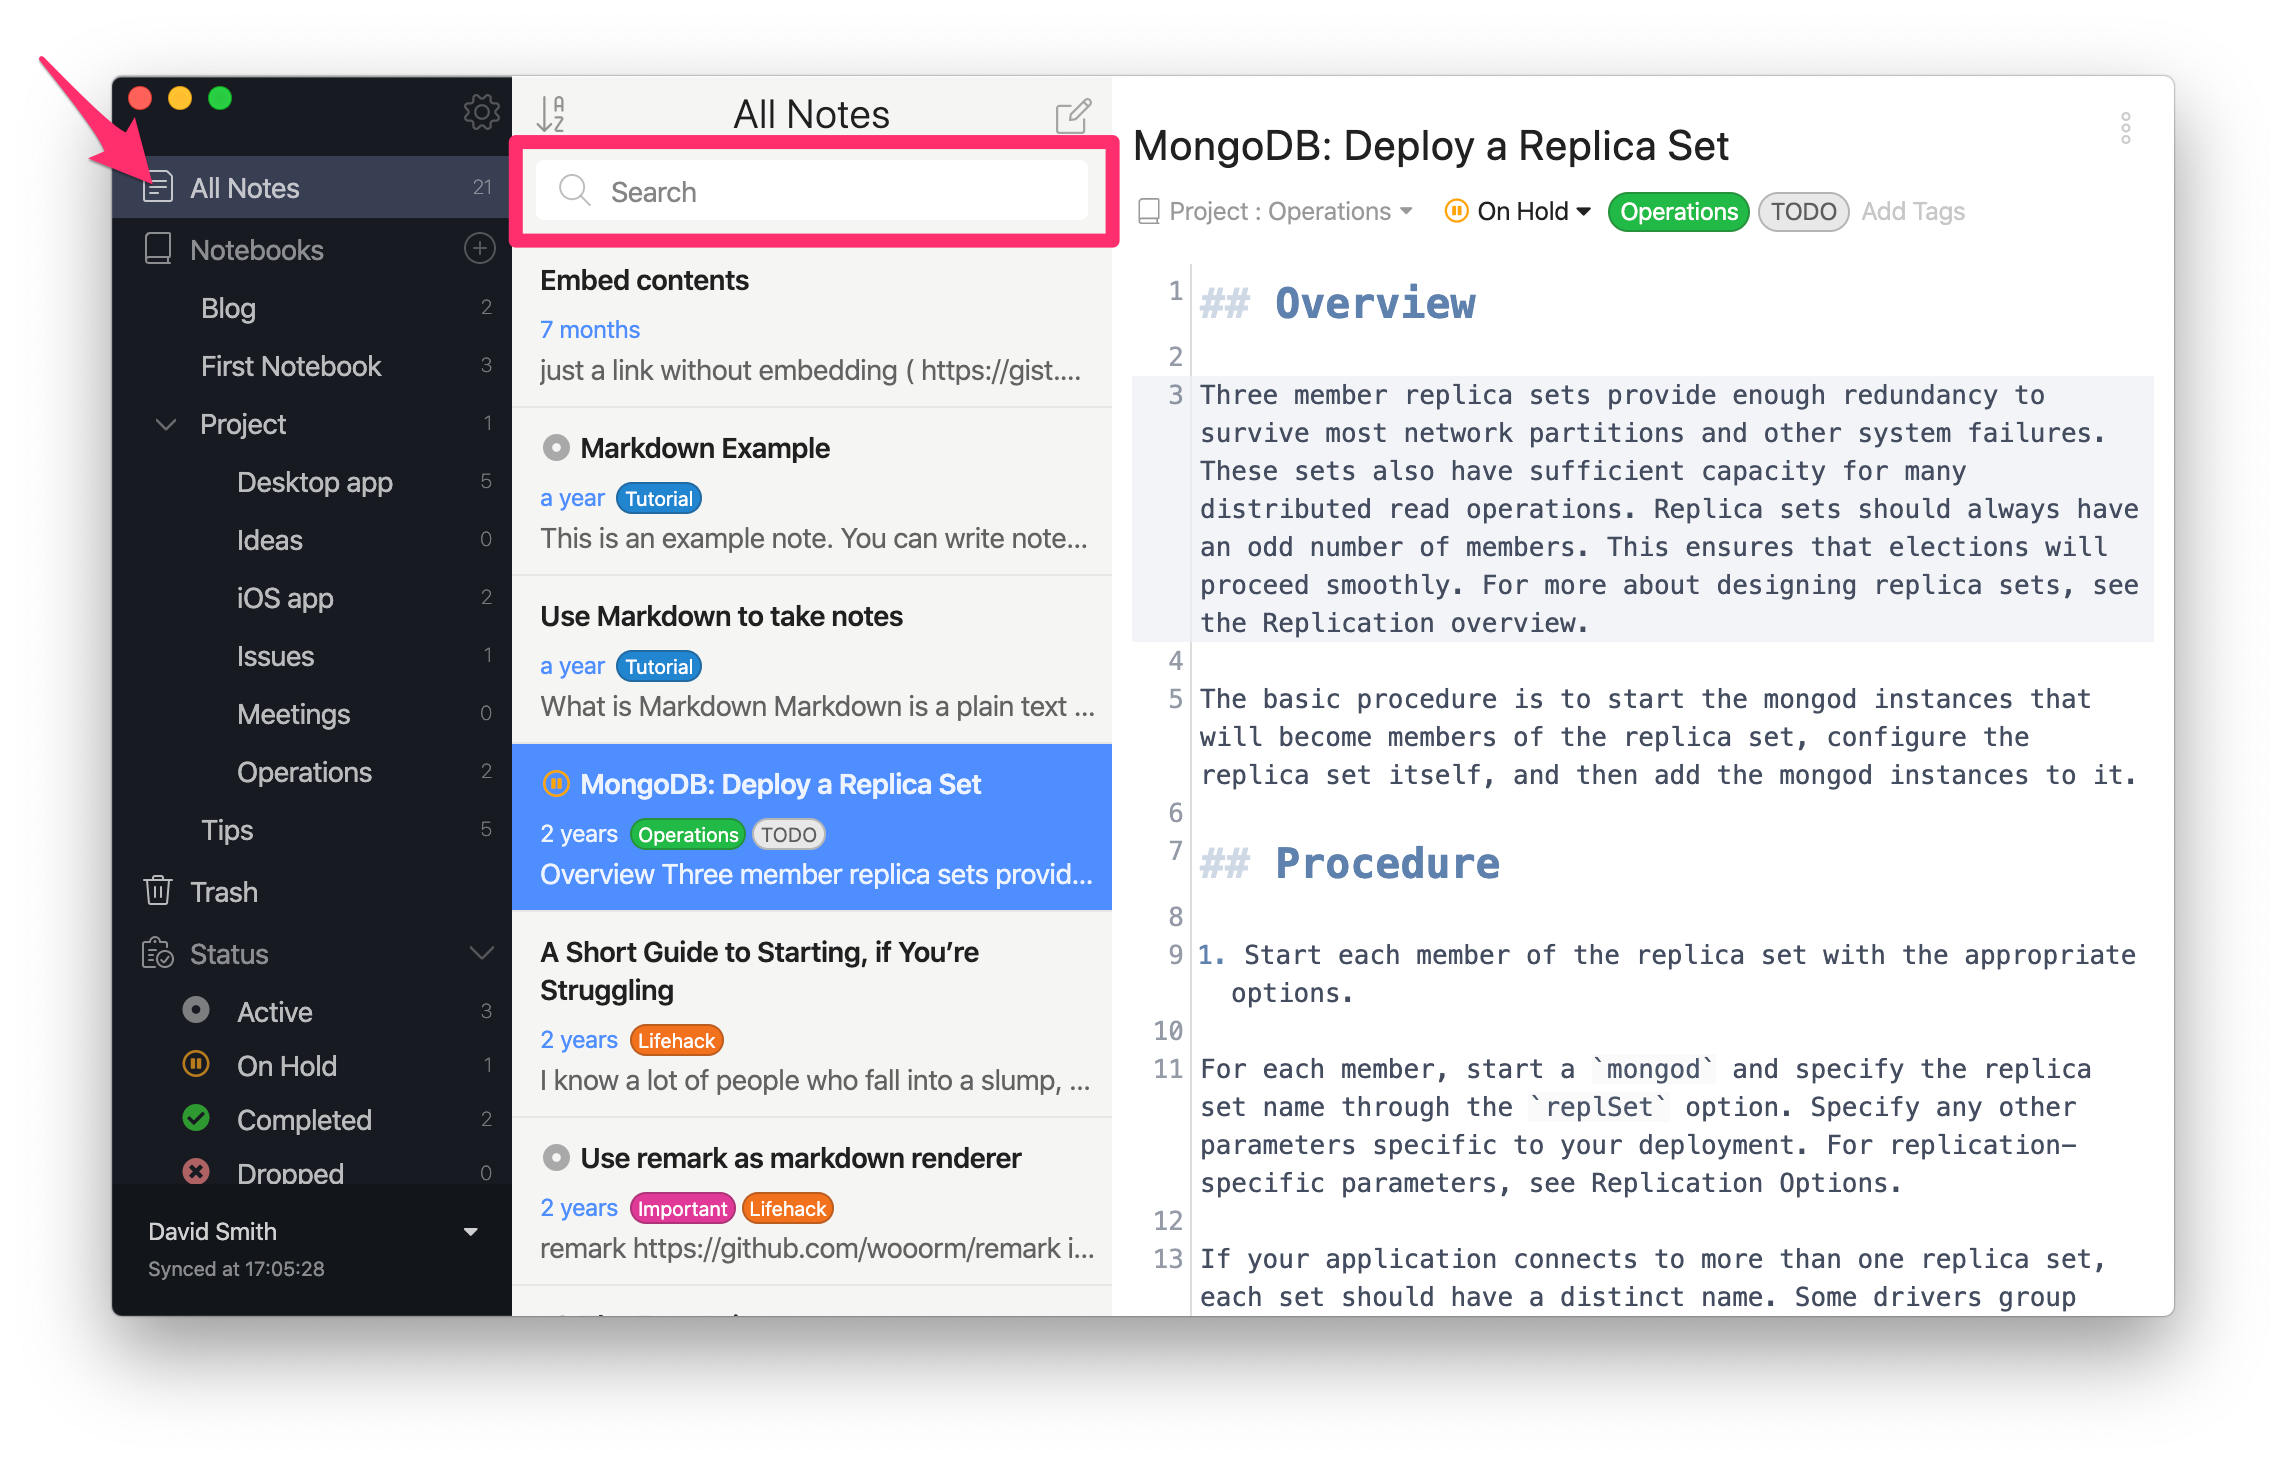 All Notes 21
Notebooks
Blog 2
First Notebook 3
Project 1
Desktop app 5
Ideas 0
iOS app 2
Issues 1
Meetings 0
Operations 2
Tips 5
Trash
Status
Active 3
On Hold 1
Completed 2
Dropped 0
David Smith
Synced at 17:05:28
A
Z
All Notes
Search
Embed contents
7 months
just a link without embedding ( https://gist....
Markdown Example
a year Tutorial
This is an example note. You can write note...
Use Markdown to take notes
a year Tutorial
What is Markdown Markdown is a plain text ...
MongoDB: Deploy a Replica Set
2 years Operations TODO
Overview Three member replica sets provid...
A Short Guide to Starting, if You’re
Struggling
2 years Lifehack
I know a lot of people who fall into a slump, ...
Use remark as markdown renderer
2 years Important Lifehack
remark https://github.com/wooorm/remark i...
MongoDB: Deploy a Replica Set
Project : Operations On Hold Operations TODO Add Tags
1 ## Overview
2
3 Three member replica sets provide enough redundancy to
survive most network partitions and other system failures.
These sets also have sufficient capacity for many
distributed read operations. Replica sets should always have
an odd number of members. This ensures that elections will
proceed smoothly. For more about designing replica sets, see
the Replication overview.
4
5 The basic procedure is to start the mongod instances that
will become members of the replica set, configure the
replica set itself, and then add the mongod instances to it.
6
7 ## Procedure
8
9 1. Start each member of the replica set with the appropriate
options.
10
11 For each member, start a `mongod` and specify the replica
set name through the `replSet` option. Specify any other
parameters specific to your deployment. For replication-
specific parameters, see Replication Options.
12
13 If your application connects to more than one replica set,
each set should have a distinct name. Some drivers group